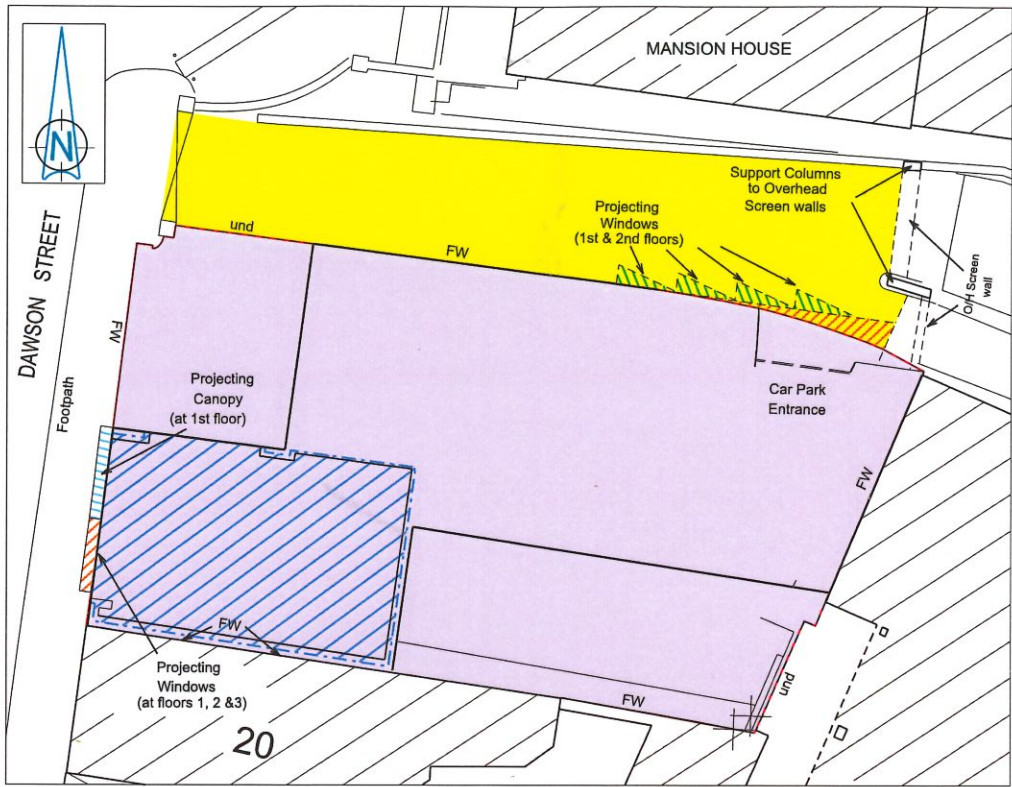 MANSION HOUSE
N
DAWSON STREET
Footpath
Support Columns
to Overhead
Screen walls
Projecting
Windows
(1st & 2nd floors)
und
FW
O/H Screen
wall
FW
Projecting
Canopy
(at 1st floor)
Car Park
Entrance
FW
FW
Projecting
Windows
(at floors 1, 2 &3)
FW
und
20